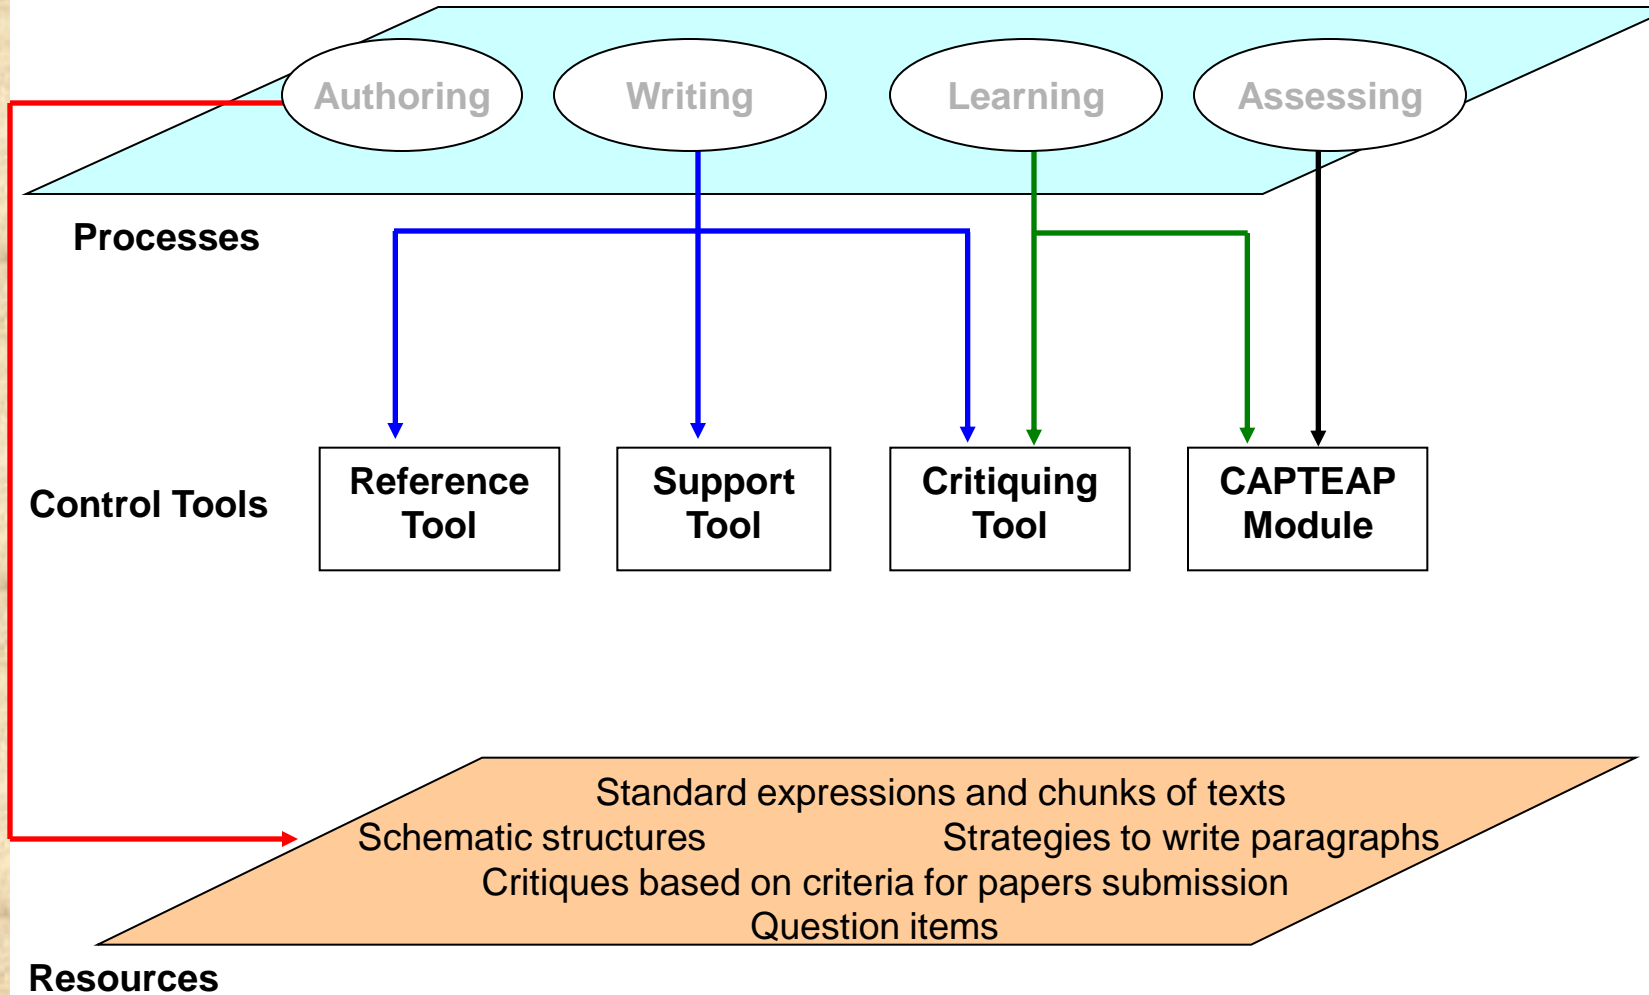 Authoring
Writing
Learning
Assessing
Processes
Control Tools
Reference
Tool
Support
Tool
Critiquing
Tool
CAPTEAP
Module
Standard expressions and chunks of texts
Schematic structures
Strategies to write paragraphs
Critiques based on criteria for papers submission
Question items
Resources